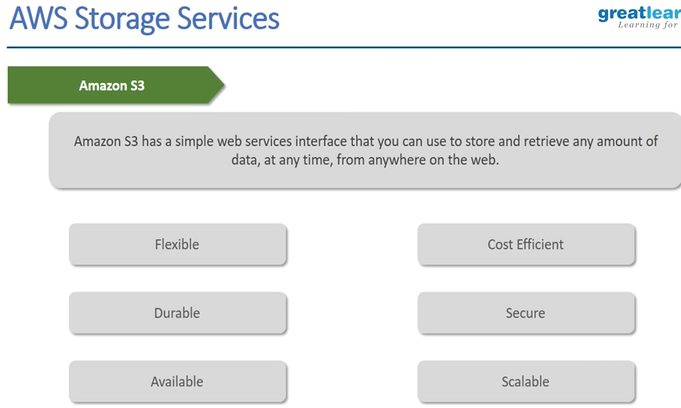 AWS Storage Services
greatlear
Learning for
Amazon S3
Amazon S3 has a simple web services interface that you can use to store and retrieve any amount of
data, at any time, from anywhere on the web.
Flexible
Cost Efficient
Durable
Secure
Available
Scalable